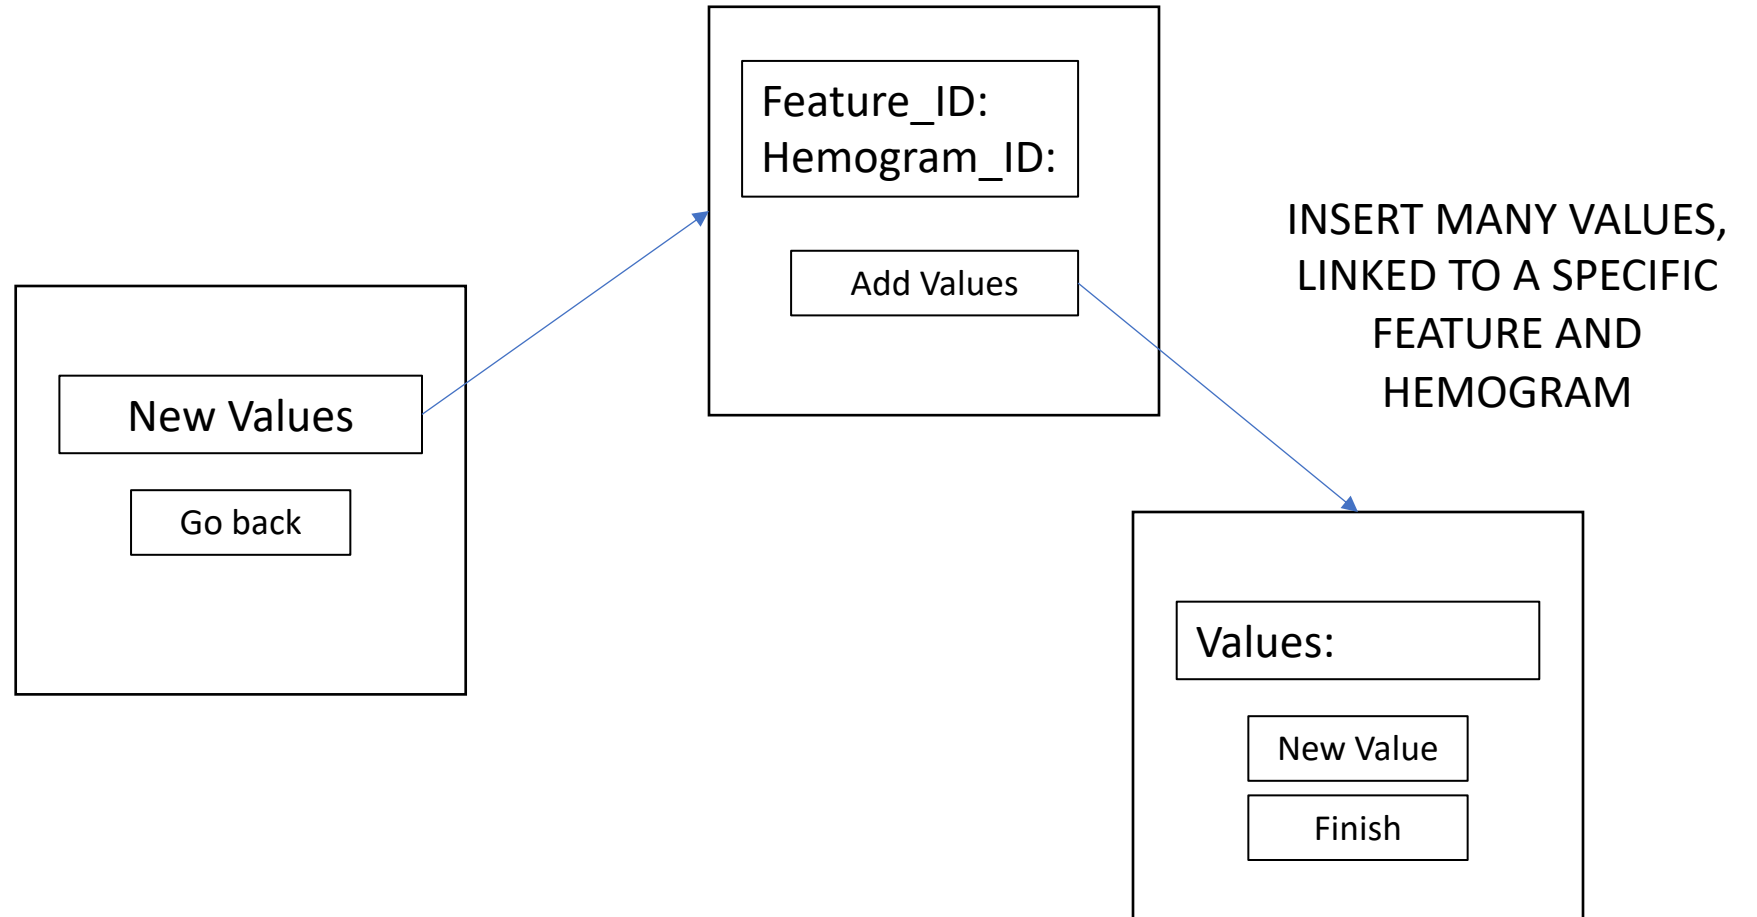 New Values
Go back
Feature_ID:
Hemogram_ID:
Add Values
INSERT MANY VALUES,
LINKED TO A SPECIFIC
FEATURE AND
HEMOGRAM
Values:
New Value
Finish